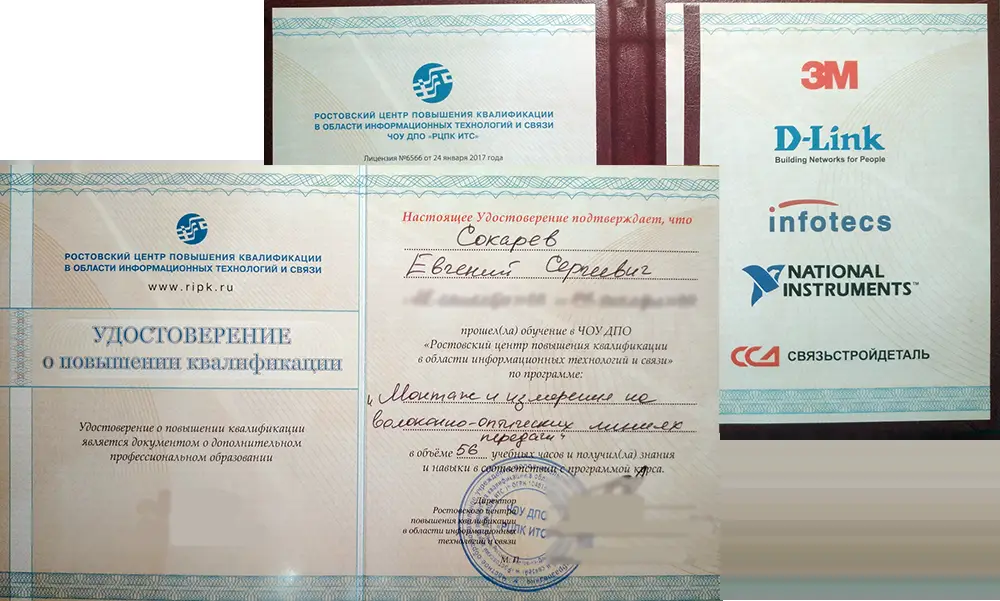 РОСТОВСКИЙ ЦЕНТР ПОВЫШЕНИЯ КВАЛИФИКАЦИИ
В ОБЛАСТИ ИНФОРМАЦИОННЫХ ТЕХНОЛОГИЙ И СВЯЗИ
ЧОУ ДПО «РЦПК ИТС»
Лицензия №6566 от 24 января 2017 года
3M
D-Link
Building Networks for People
infotecs
NATIONAL
INSTRUMENTS™
ССД СВЯЗЬСТРОЙДЕТАЛЬ
РОСТОВСКИЙ ЦЕНТР ПОВЫШЕНИЯ КВАЛИФИКАЦИИ
В ОБЛАСТИ ИНФОРМАЦИОННЫХ ТЕХНОЛОГИЙ И СВЯЗИ
www.ripk.ru
УДОСТОВЕРЕНИЕ
о повышении квалификации
Удостоверение о повышении квалификации
является документом о дополнительном
профессиональном образовании
Настоящее Удостоверение подтверждает, что
Сокарев
Евгений Сергеевич
прошел(ла) обучение в ЧОУ ДПО
«Ростовский центр повышения квалификации
в области информационных технологий и связи»
по программе:
„Монтаж и измерение на
волоконно-оптических линиях
передачи“
в объёме 56 учебных часов и получил(ла) знания
и навыки в соответствии с программой курса.
Директор
Ростовского центра
повышения квалификации
в области информационных
технологий и связи
М. П.
ЧОУ ДПО
РЦПК ИТС